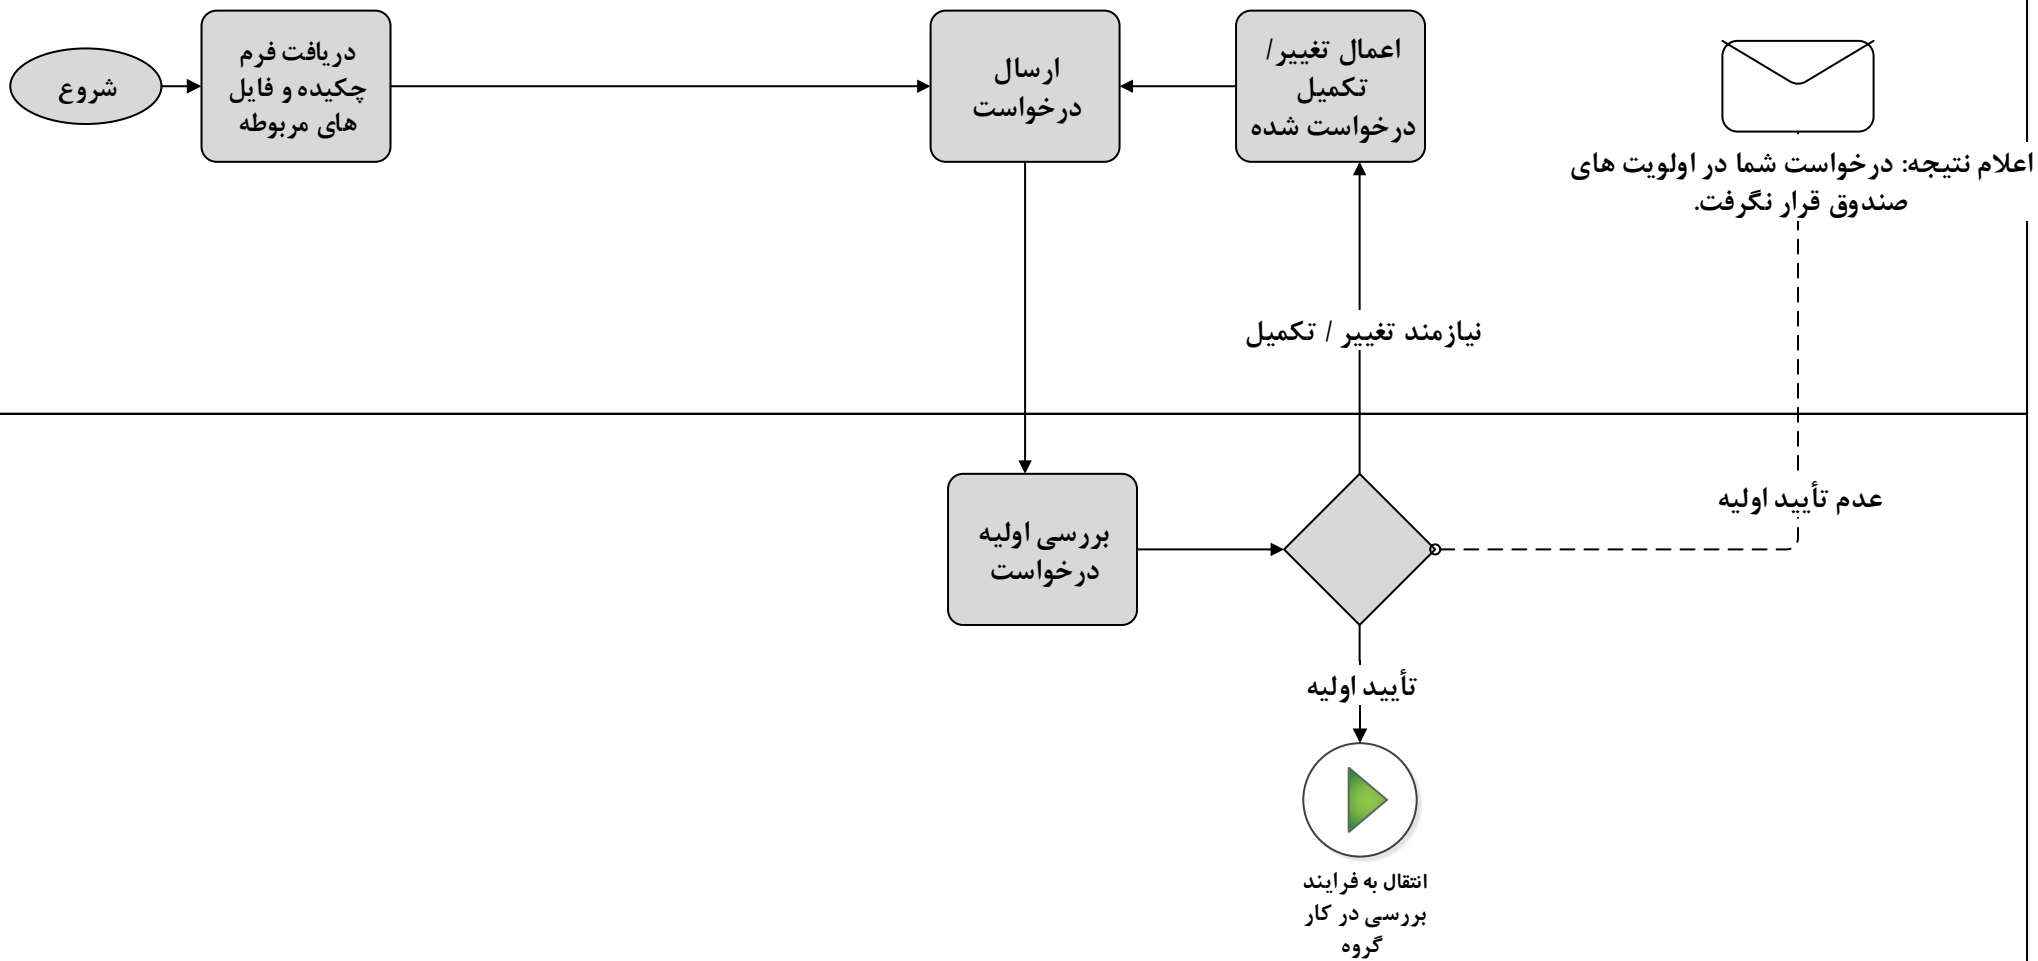 شروع
دریافت فرم
چکیده و فایل
های مربوطه
ارسال
درخواست
اعمال تغییر/
تکمیل
درخواست شده
اعلام نتیجه: درخواست شما در اولویت های
صندوق قرار نگرفت.
نیازمند تغییر / تکمیل
بررسی اولیه
درخواست
عدم تأیید اولیه
تأیید اولیه
انتقال به فرایند
بررسی در کار
گروه